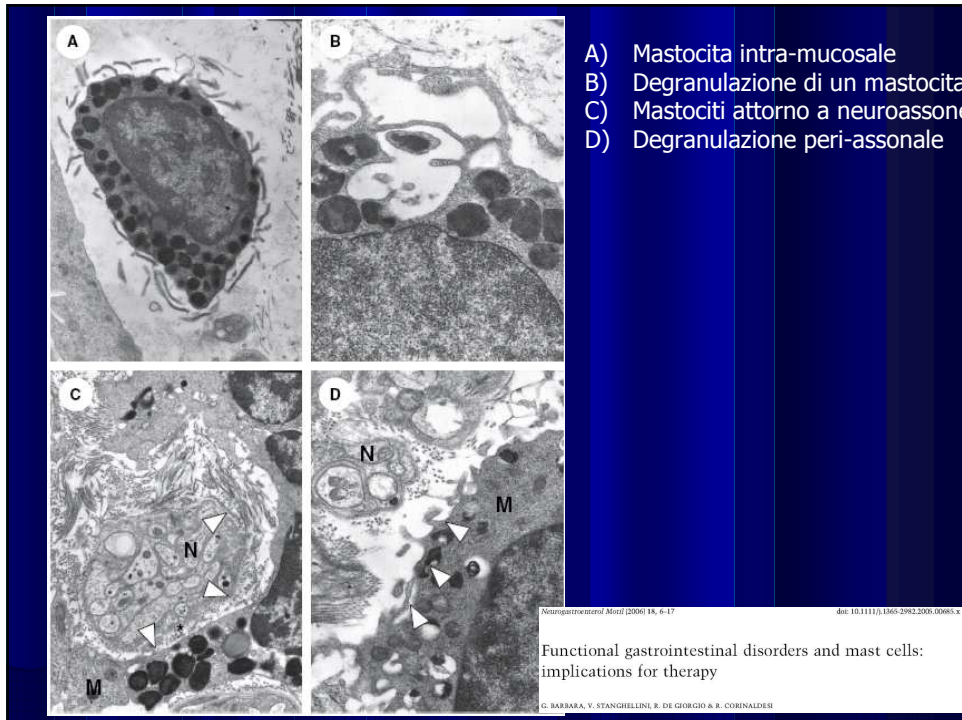 A
B
A) Mastocita intra-mucosale
B) Degranulazione di un mastocita
C) Mastociti attorno a neuroassone
D) Degranulazione peri-assonale
C
N
M
*
D
N
M
Neurogastroenterol Motil (2006) 18, 6–17
doi: 10.1111/j.1365-2982.2005.00685.x
Functional gastrointestinal disorders and mast cells:
implications for therapy
G. BARBARA, V. STANGHELLINI, R. DE GIORGIO & R. CORINALDESI